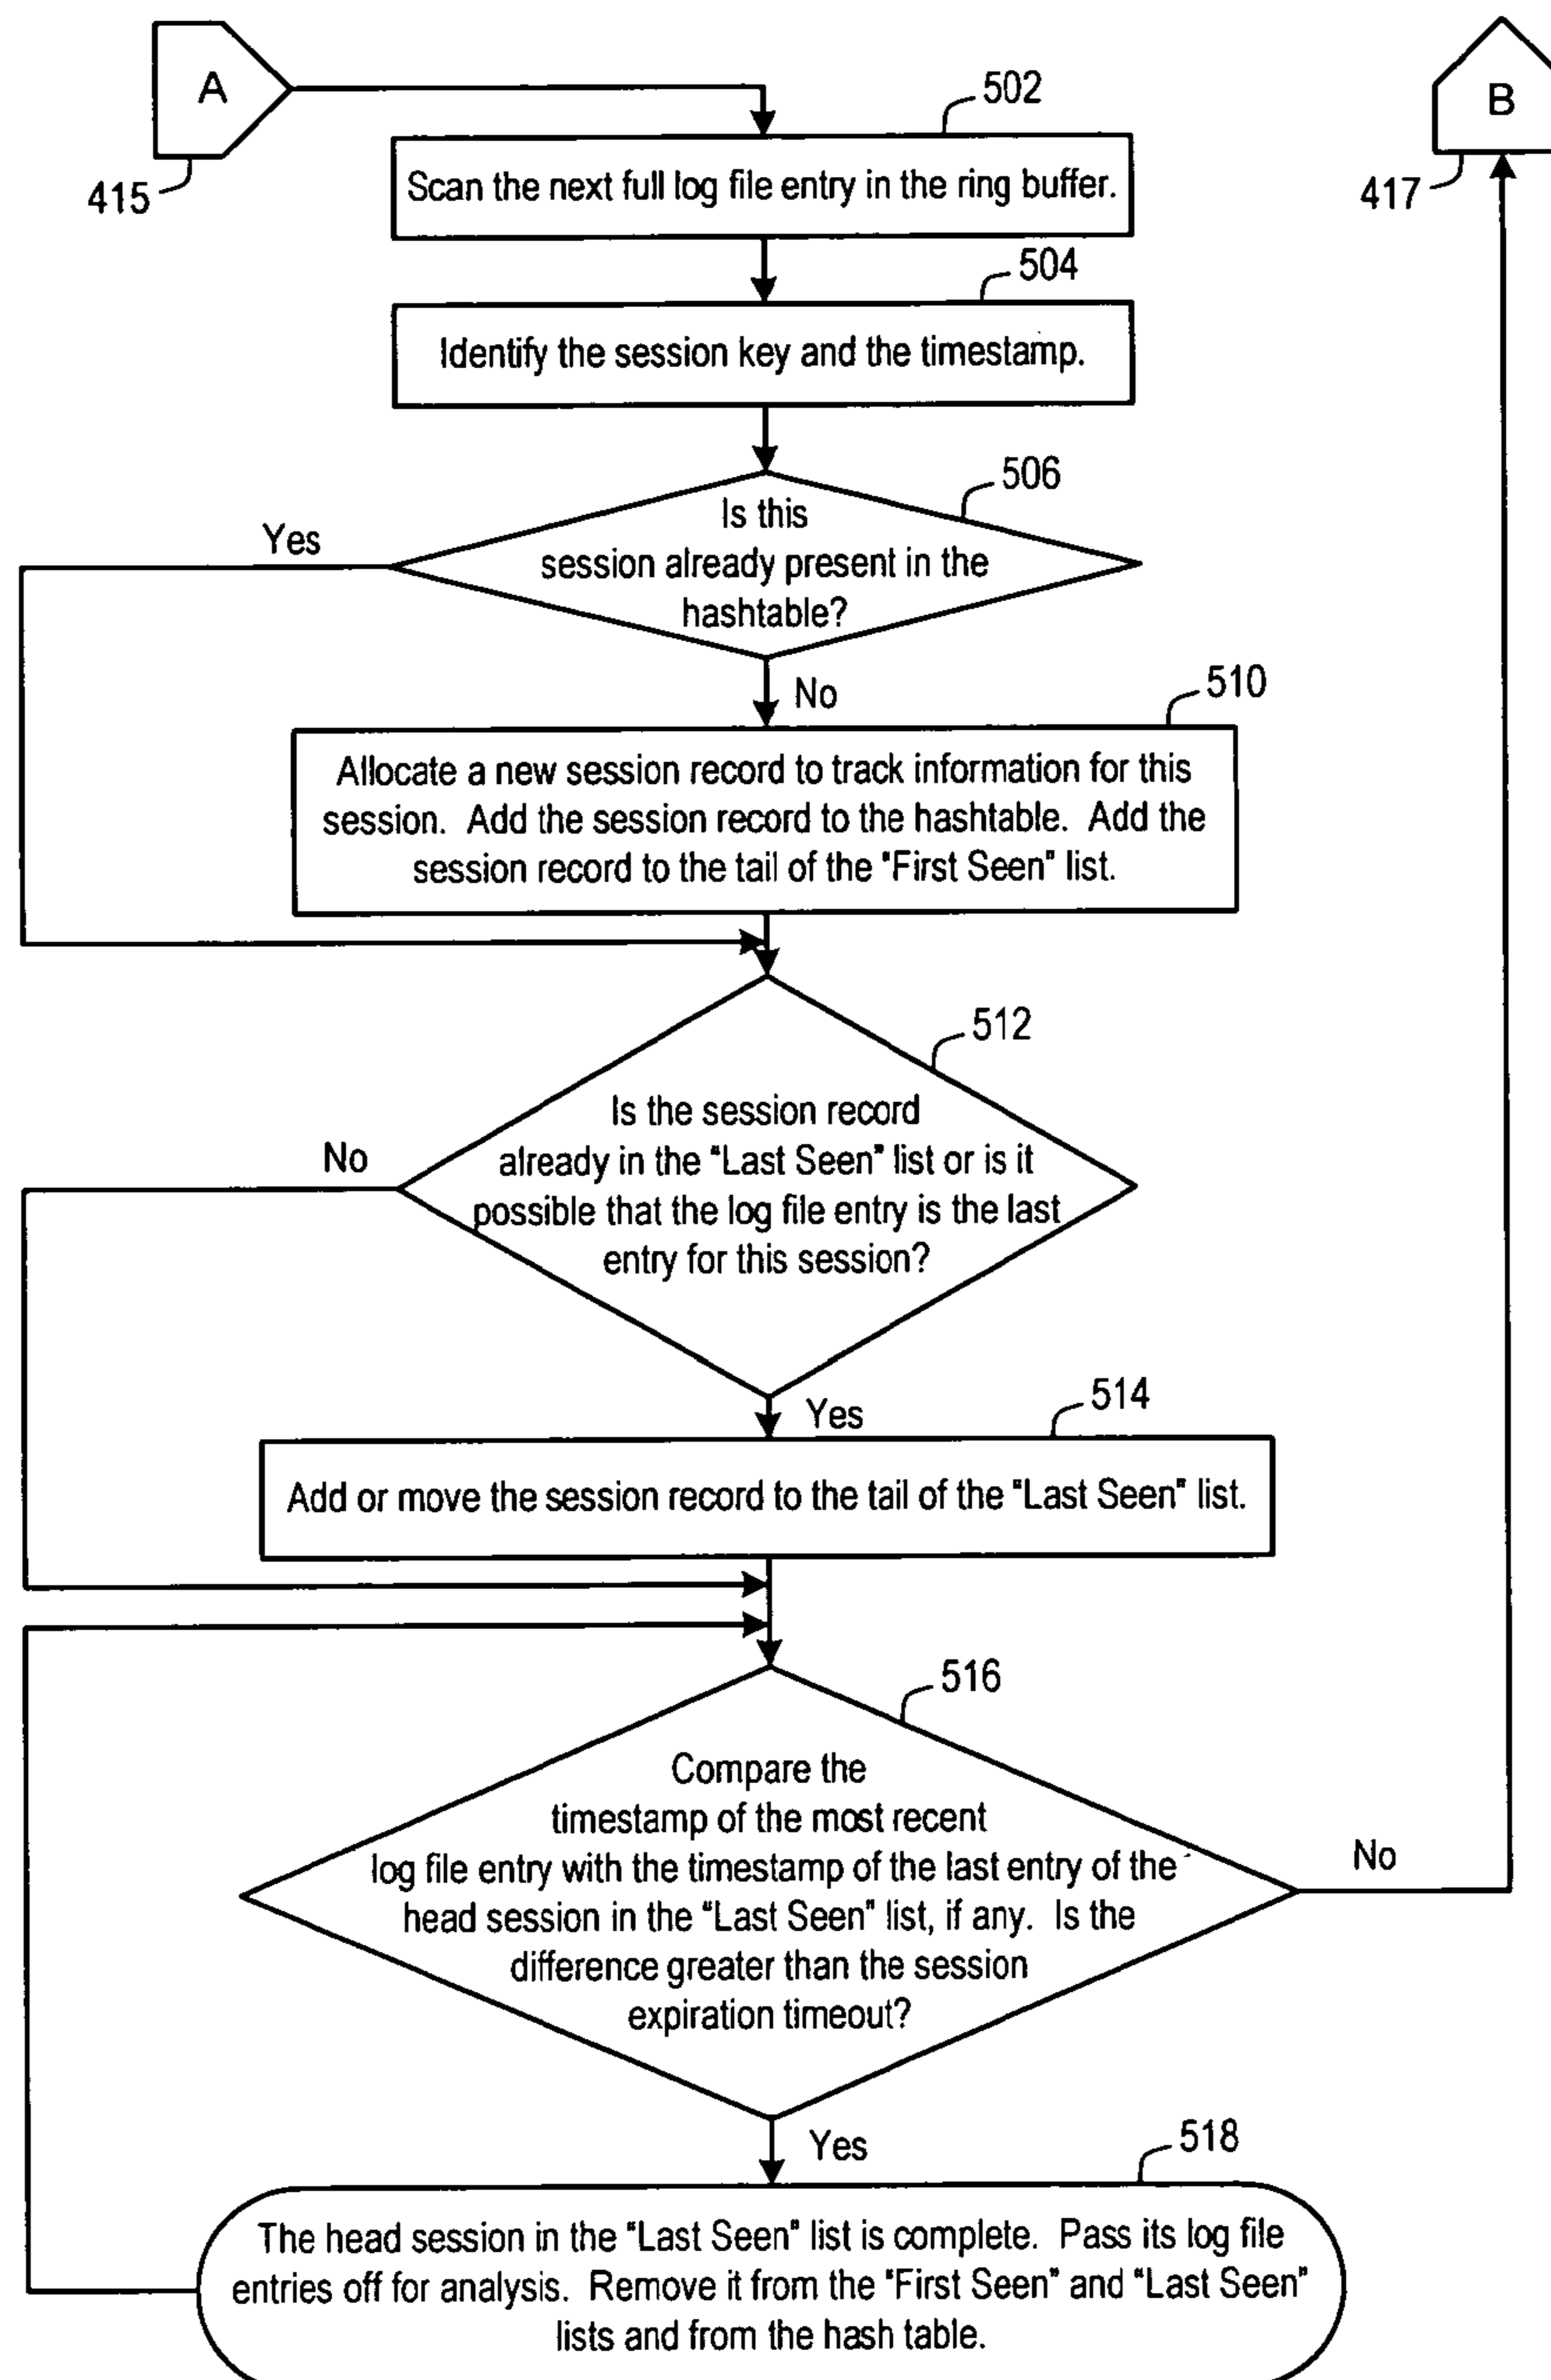 A
415
B
417
502
Scan the next full log file entry in the ring buffer.
504
Identify the session key and the timestamp.
506
Is this
session already present in the
hashtable?
Yes
No
510
Allocate a new session record to track information for this
session. Add the session record to the hashtable. Add the
session record to the tail of the "First Seen" list.
512
Is the session record
already in the "Last Seen" list or is it
possible that the log file entry is the last
entry for this session?
No
Yes
514
Add or move the session record to the tail of the "Last Seen" list.
516
Compare the
timestamp of the most recent
log file entry with the timestamp of the last entry of the
head session in the "Last Seen" list, if any. Is the
difference greater than the session
expiration timeout?
No
Yes
518
The head session in the "Last Seen" list is complete. Pass its log file
entries off for analysis. Remove it from the "First Seen" and "Last Seen"
lists and from the hash table.